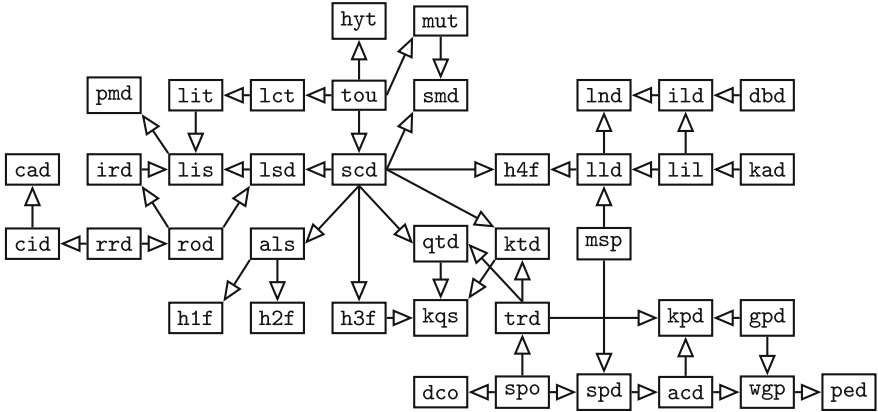 hyt mut
pmd lit lct tou smd lnd ild dbd
cad ird lis lsd scd h4f lld lil kad
cid rrd rod als qtd ktd msp
h1f h2f h3f kqs trd kpd gpd
dco spo spd acd wgp ped